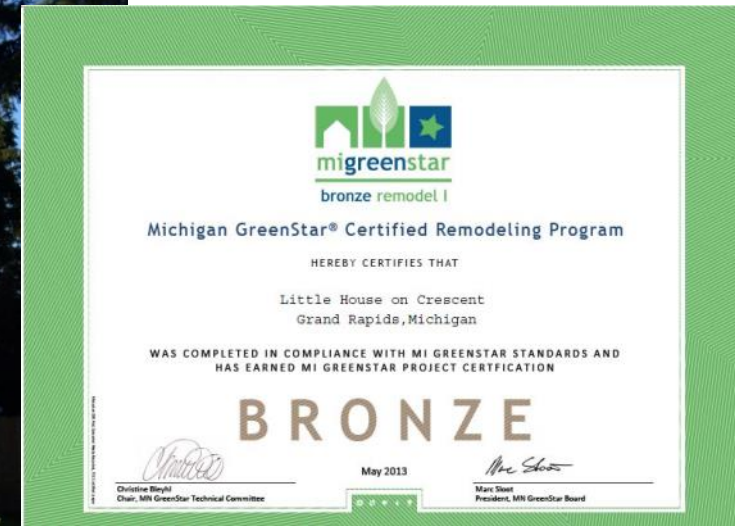 migreenstar
bronze remodel I
Michigan GreenStar® Certified Remodeling Program
HEREBY CERTIFIES THAT
Little House on Crescent
Grand Rapids,Michigan
WAS COMPLETED IN COMPLIANCE WITH MI GREENSTAR STANDARDS AND
HAS EARNED MI GREENSTAR PROJECT CERTFICATION
BRONZE
May 2013
Christine Bleyhl
Chair, MN GreenStar Technical Committee
Marc Sloot
President, MN GreenStar Board